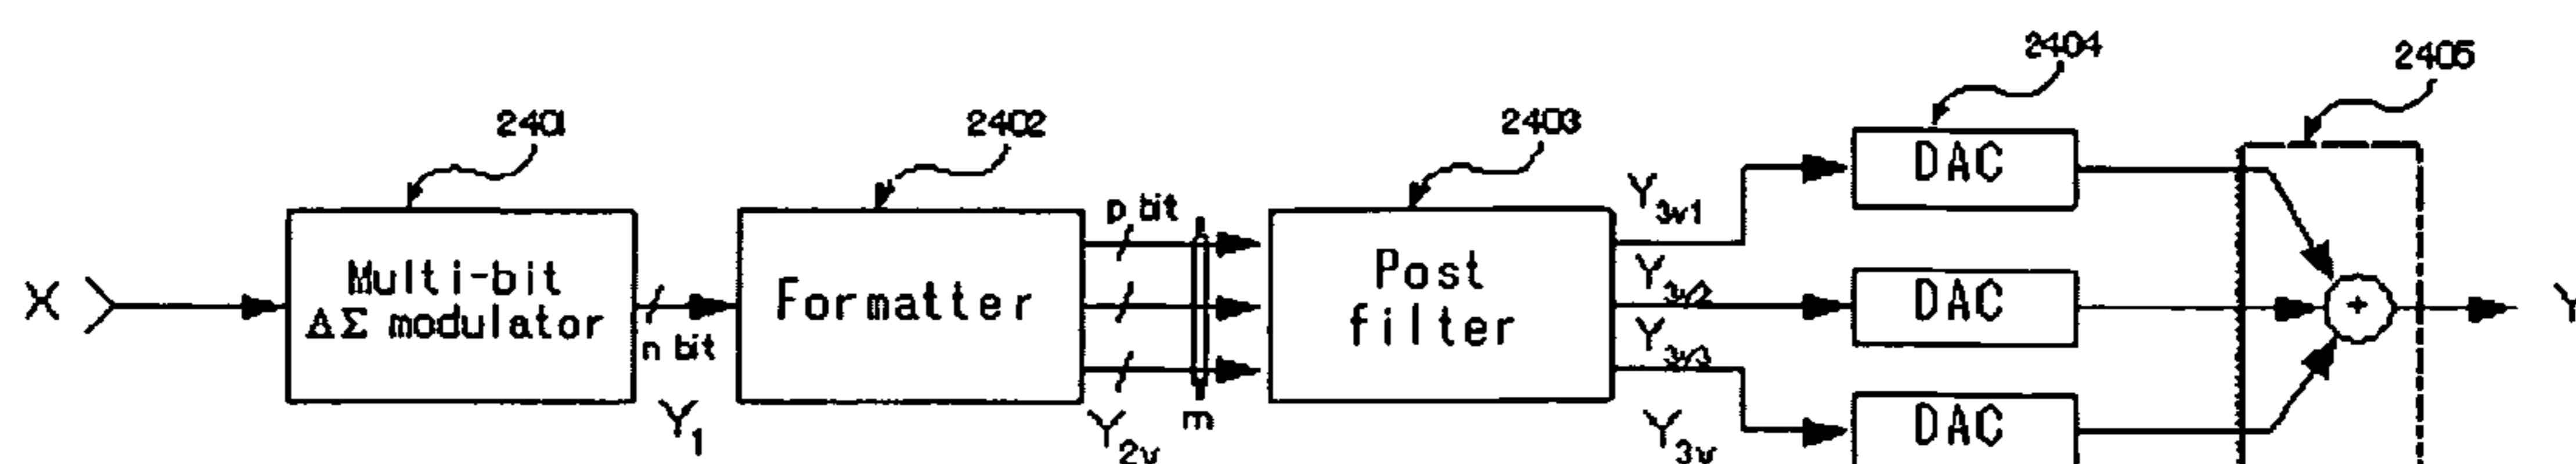 2404
2405
2401
2402
2403
DAC
p bit
Y3v1
X
Multi-bit
ΔΣ modulator
n bit
Formatter
Post
filter
Y3v2
DAC
+
Y
Y3v3
Y1
Y2v
m
Y3v
DAC